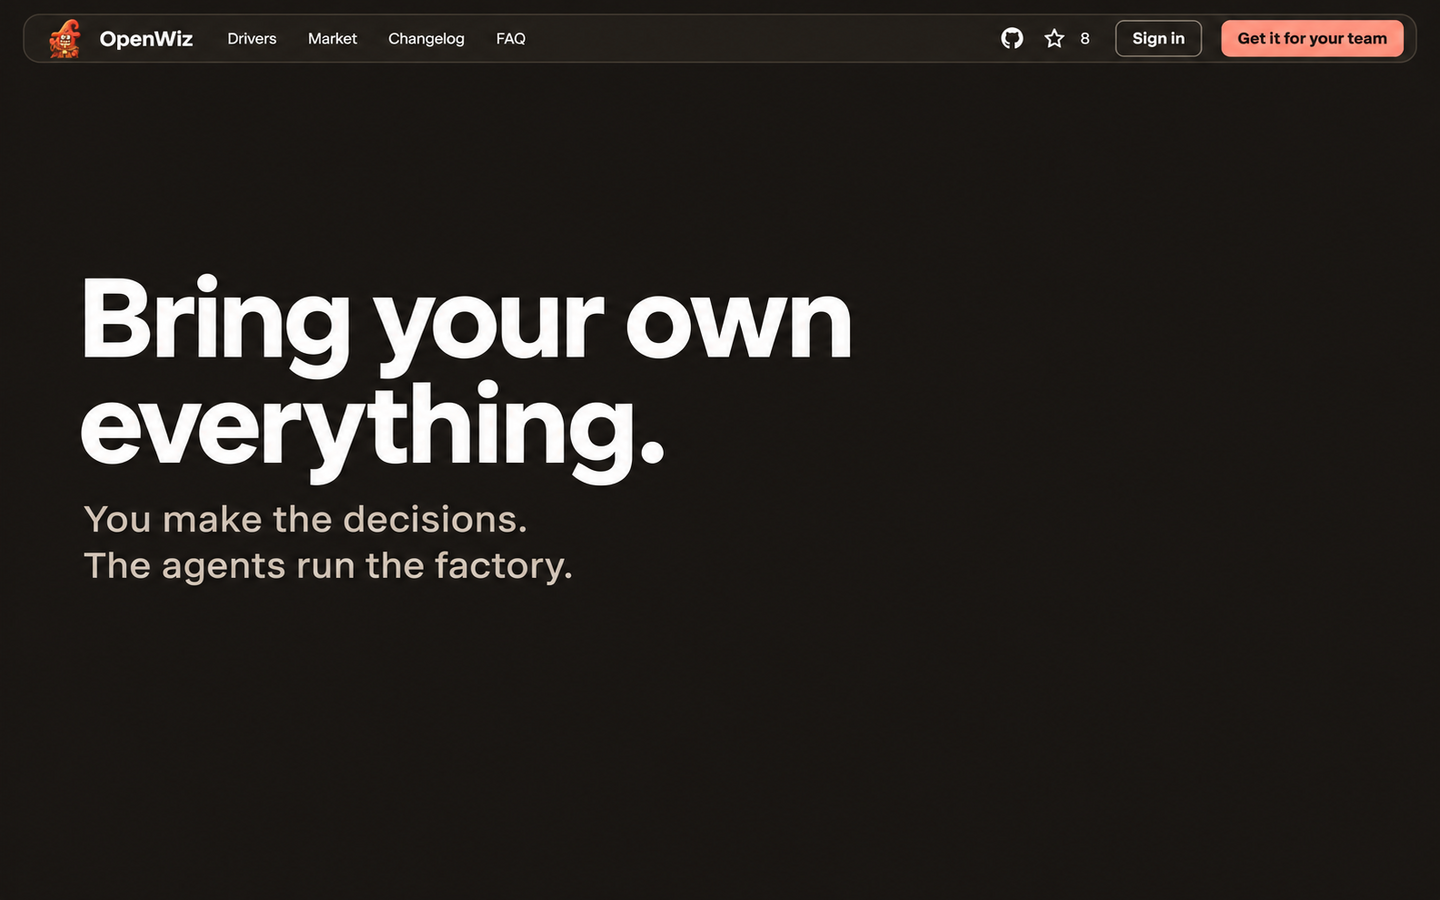 OpenWiz
Drivers
Market
Changelog
FAQ
8
Sign in
Get it for your team
Bring your own
everything.
You make the decisions.
The agents run the factory.